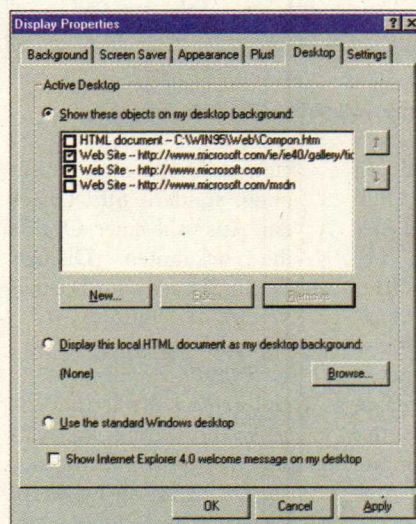 Display Properties
Background Screen Saver Appearance Plus! Desktop Settings
Active Desktop
Show these objects on my desktop background:
HTML document -- C:\WIN95\Web\Compon.htm
Web Site -- http://www.microsoft.com/ie/ie40/gallery/tic
Web Site -- http://www.microsoft.com
Web Site -- http://www.microsoft.com/msdn
New... Remove
Display this local HTML document as my desktop background:
(None) Browse...
Use the standard Windows desktop
Show Internet Explorer 4.0 welcome message on my desktop
OK Cancel Apply